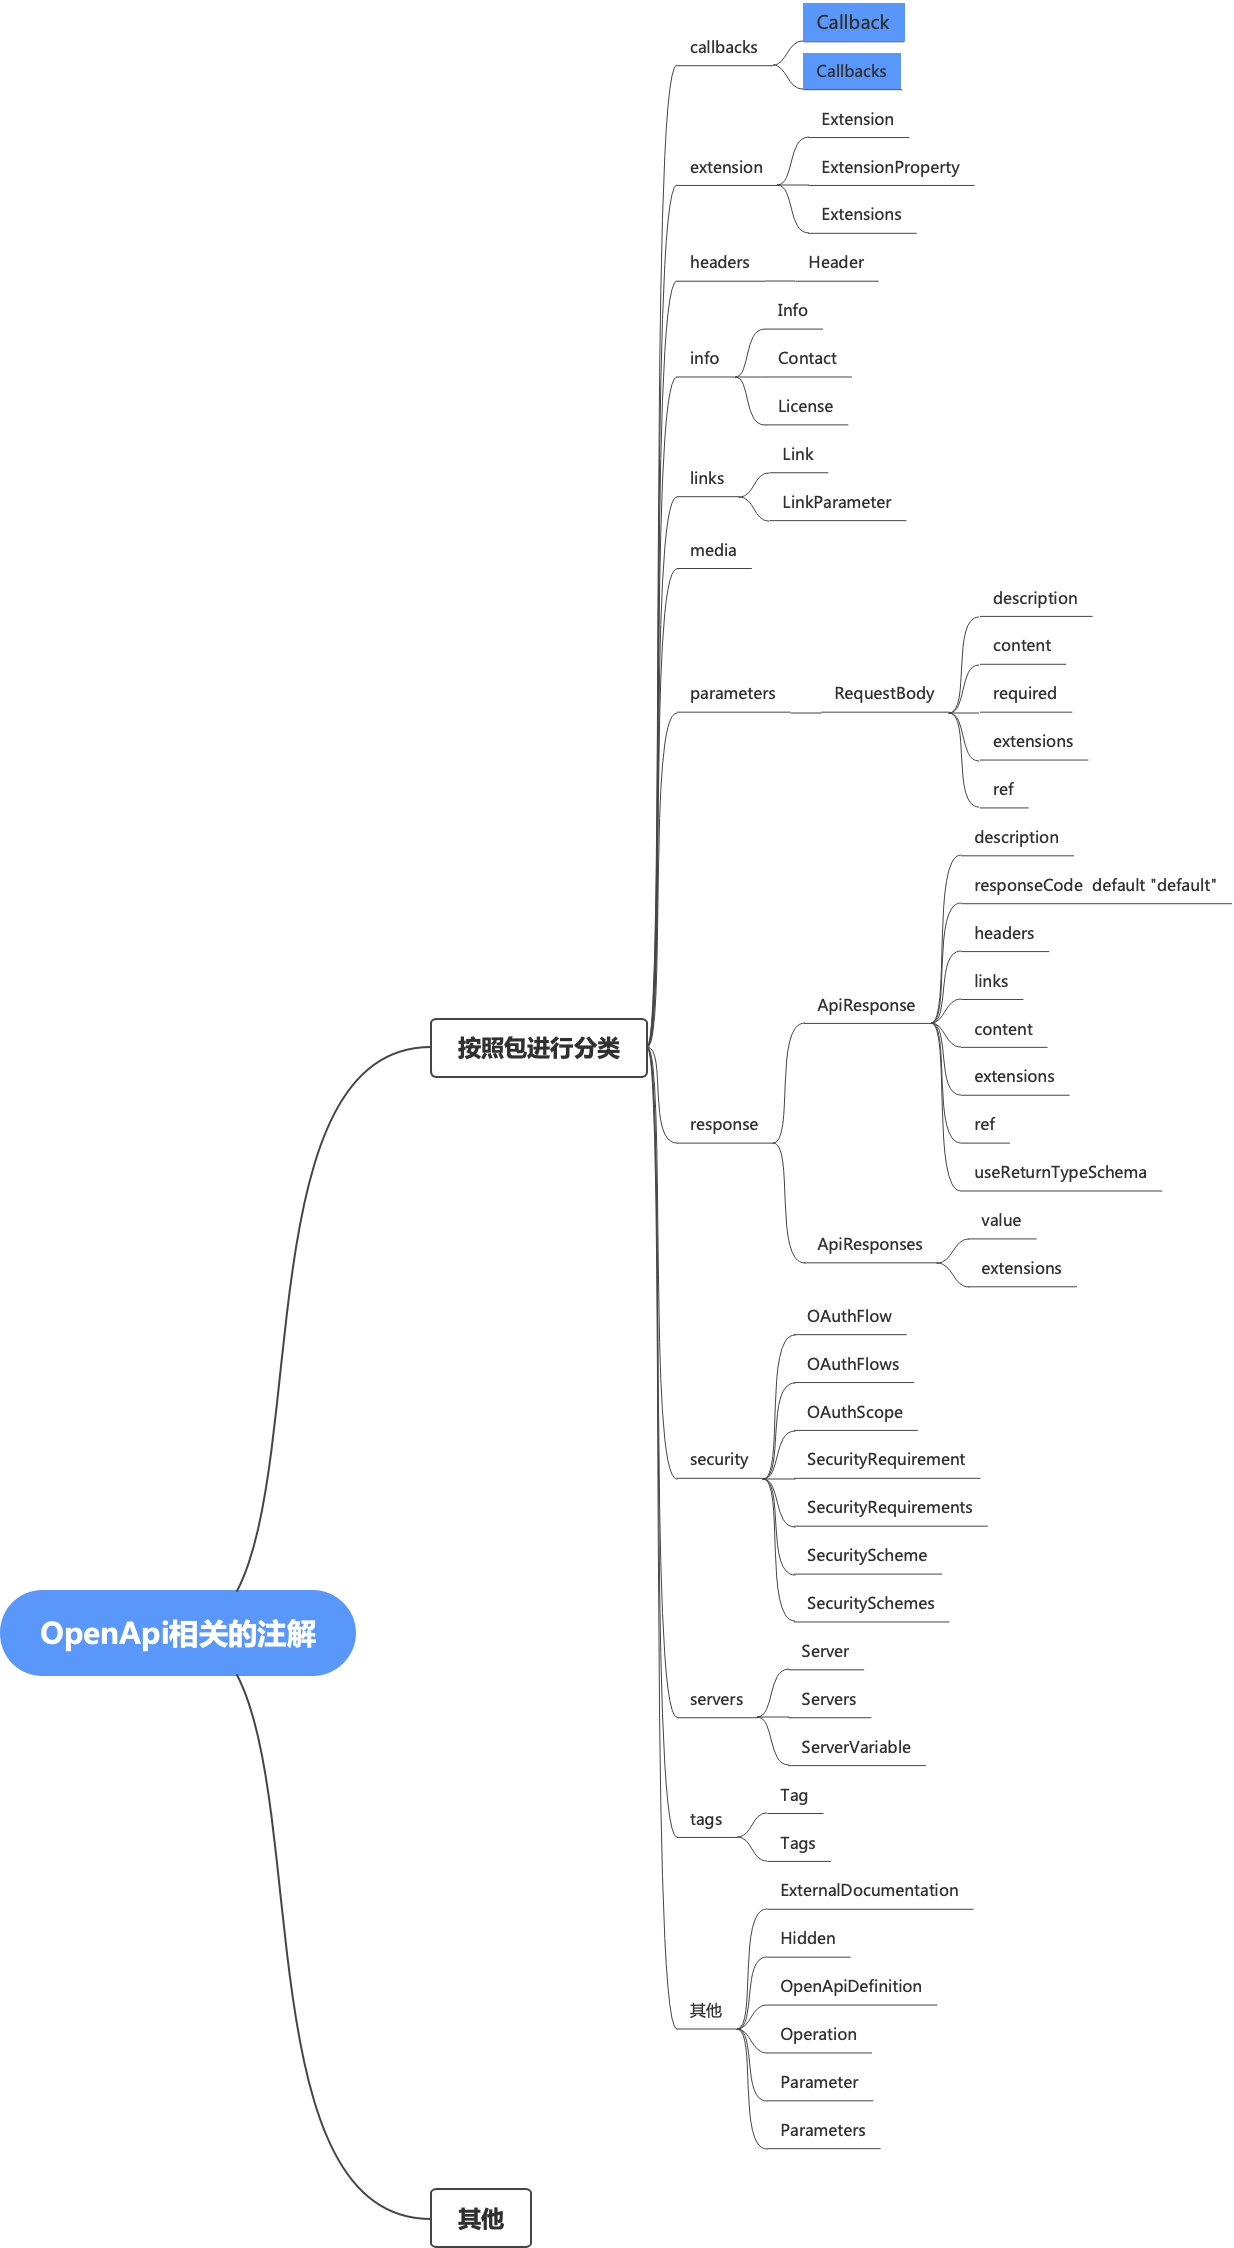 OpenApi相关的注解
按照包进行分类
callbacks
Callback
Callbacks
extension
Extension
ExtensionProperty
Extensions
headers
Header
info
Info
Contact
License
links
Link
LinkParameter
media
parameters
RequestBody
description
content
required
extensions
ref
response
ApiResponse
description
responseCode  default "default"
headers
links
content
extensions
ref
useReturnTypeSchema
ApiResponses
value
extensions
security
OAuthFlow
OAuthFlows
OAuthScope
SecurityRequirement
SecurityRequirements
SecurityScheme
SecuritySchemes
servers
Server
Servers
ServerVariable
tags
Tag
Tags
其他
ExternalDocumentation
Hidden
OpenApiDefinition
Operation
Parameter
Parameters
其他